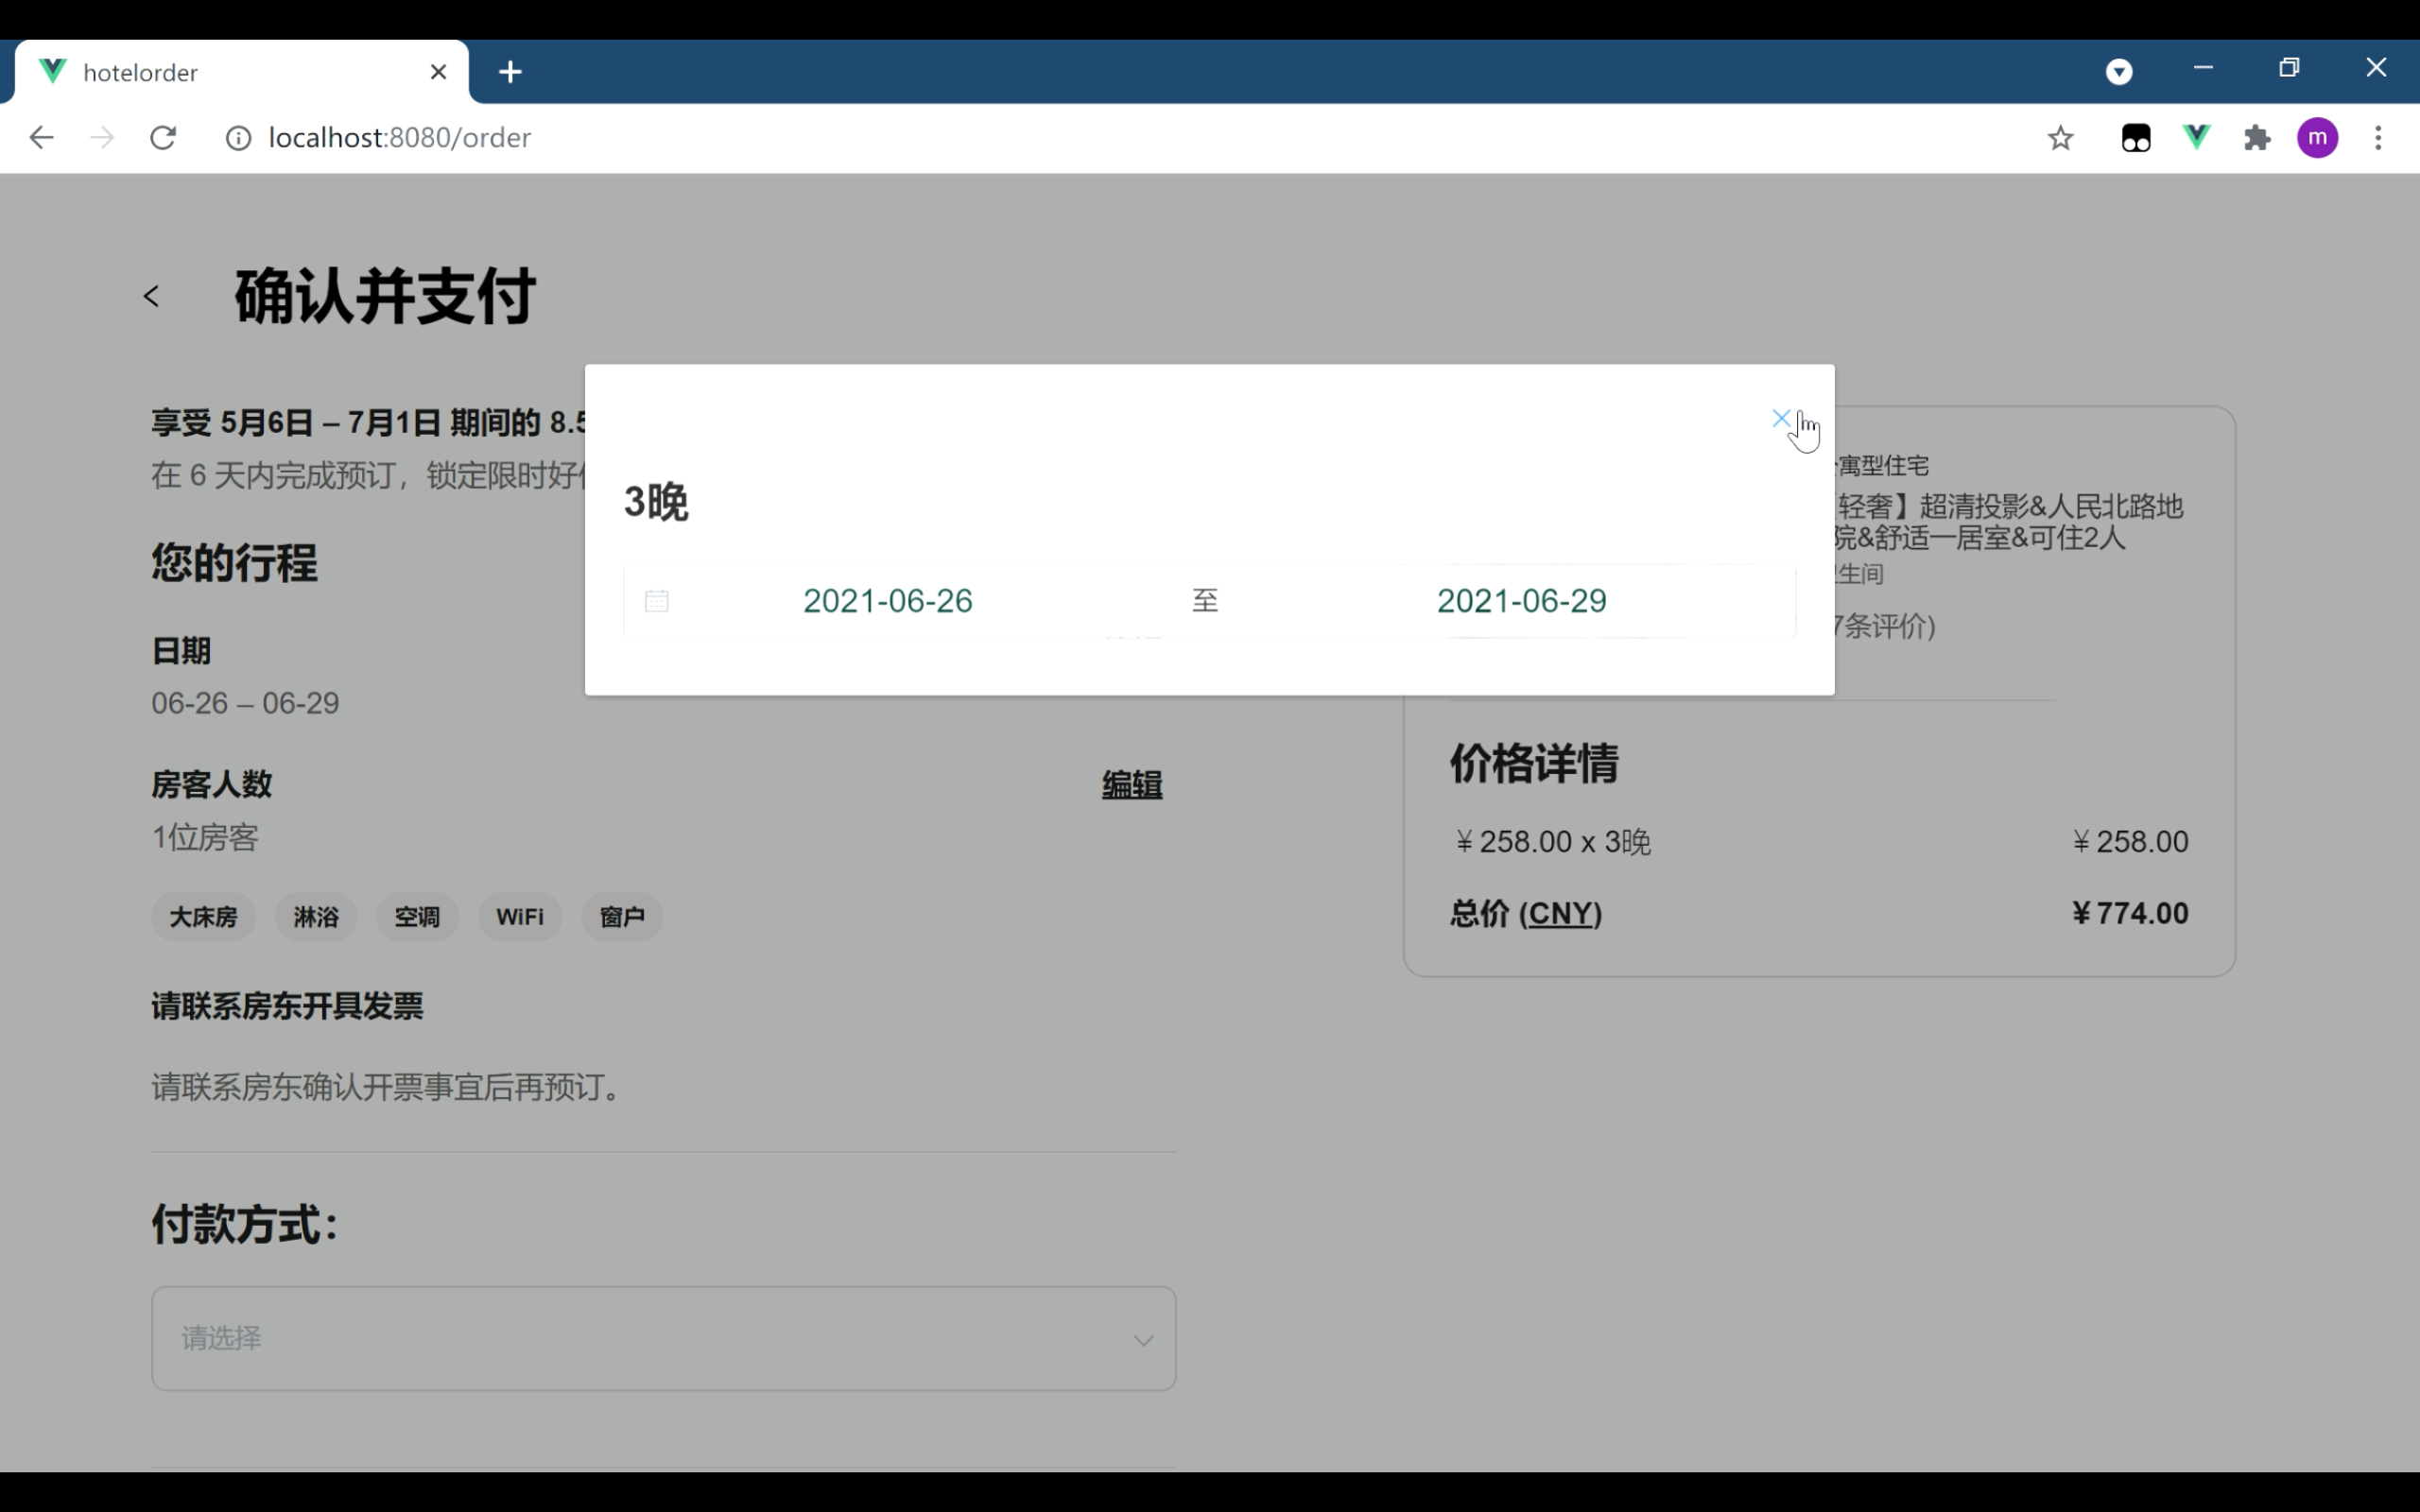 hotelorder
localhost:8080/order
m
确认并支付
享受 5月6日 – 7月1日 期间的 8.5
在 6 天内完成预订，锁定限时好
您的行程
日期
06-26 – 06-29
房客人数
编辑
1位房客
大床房 淋浴 空调 WiFi 窗户
请联系房东开具发票
请联系房东确认开票事宜后再预订。
付款方式：
请选择
3晚
2021-06-26 至 2021-06-29
寓型住宅
轻奢】超清投影&人民北路地
院&舒适一居室&可住2人
生间
7条评价)
价格详情
￥258.00 x 3晚 ￥258.00
总价 (CNY) ￥774.00